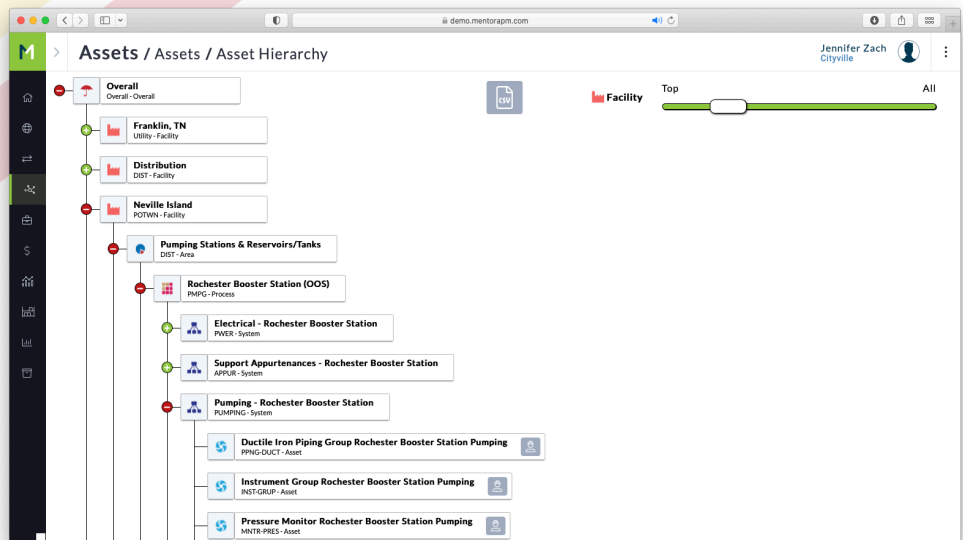 demo.mentorapm.com
M
Assets / Assets / Asset Hierarchy
Jennifer Zach
Cityville
Overall
Overall - Overall
CSV
Facility
Top
All
Franklin, TN
Utility - Facility
Distribution
DIST - Facility
Neville Island
POTWN - Facility
Pumping Stations & Reservoirs/Tanks
DIST - Area
Rochester Booster Station (OOS)
PMPG - Process
Electrical - Rochester Booster Station
PWER - System
Support Appurtenances - Rochester Booster Station
APPUR - System
Pumping - Rochester Booster Station
PUMPING - System
Ductile Iron Piping Group Rochester Booster Station Pumping
PPNG-DUCT - Asset
Instrument Group Rochester Booster Station Pumping
INST-GRUP - Asset
Pressure Monitor Rochester Booster Station Pumping
MNTR-PRES - Asset